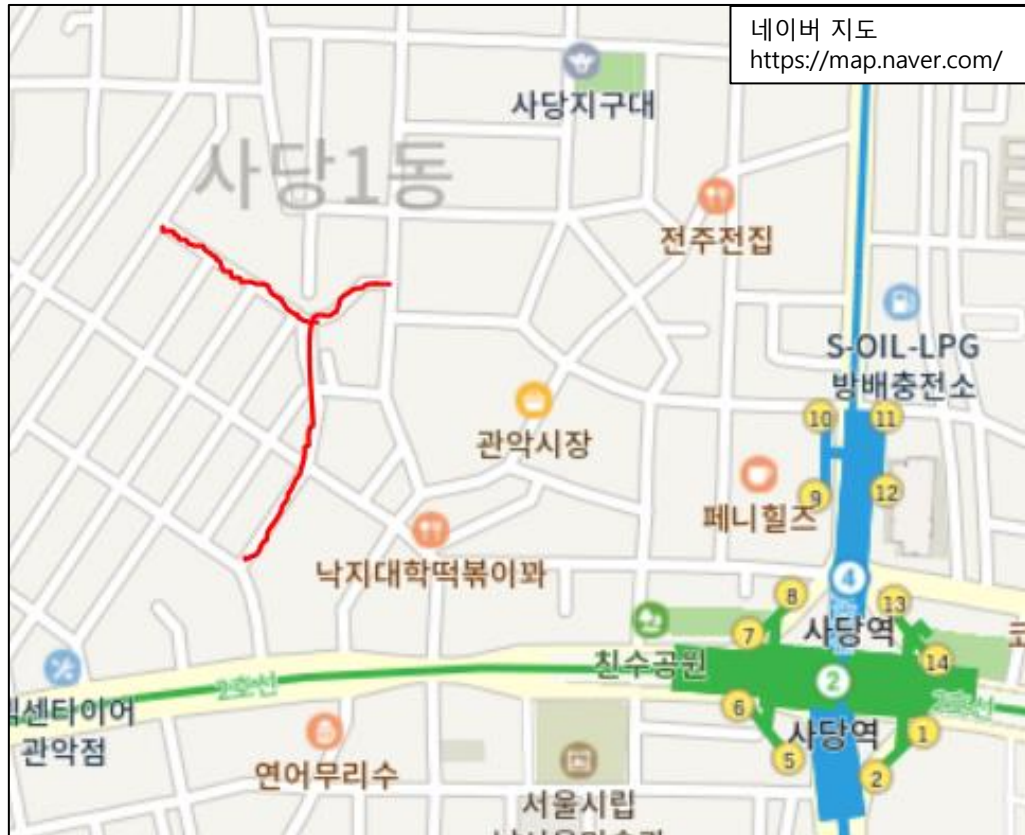 네이버 지도
https://map.naver.com/
사당지구대
사당1동
전주전집
S-OIL-LPG
방배충전소
관악시장
10
11
9
12
페니힐즈
낙지대학떡볶이꽈
4
8
13
7
사당역
14
친수공원
2
2호선
2호선
6
1
센타이어
관악점
사당역
5
2
연어무리수
서울시립